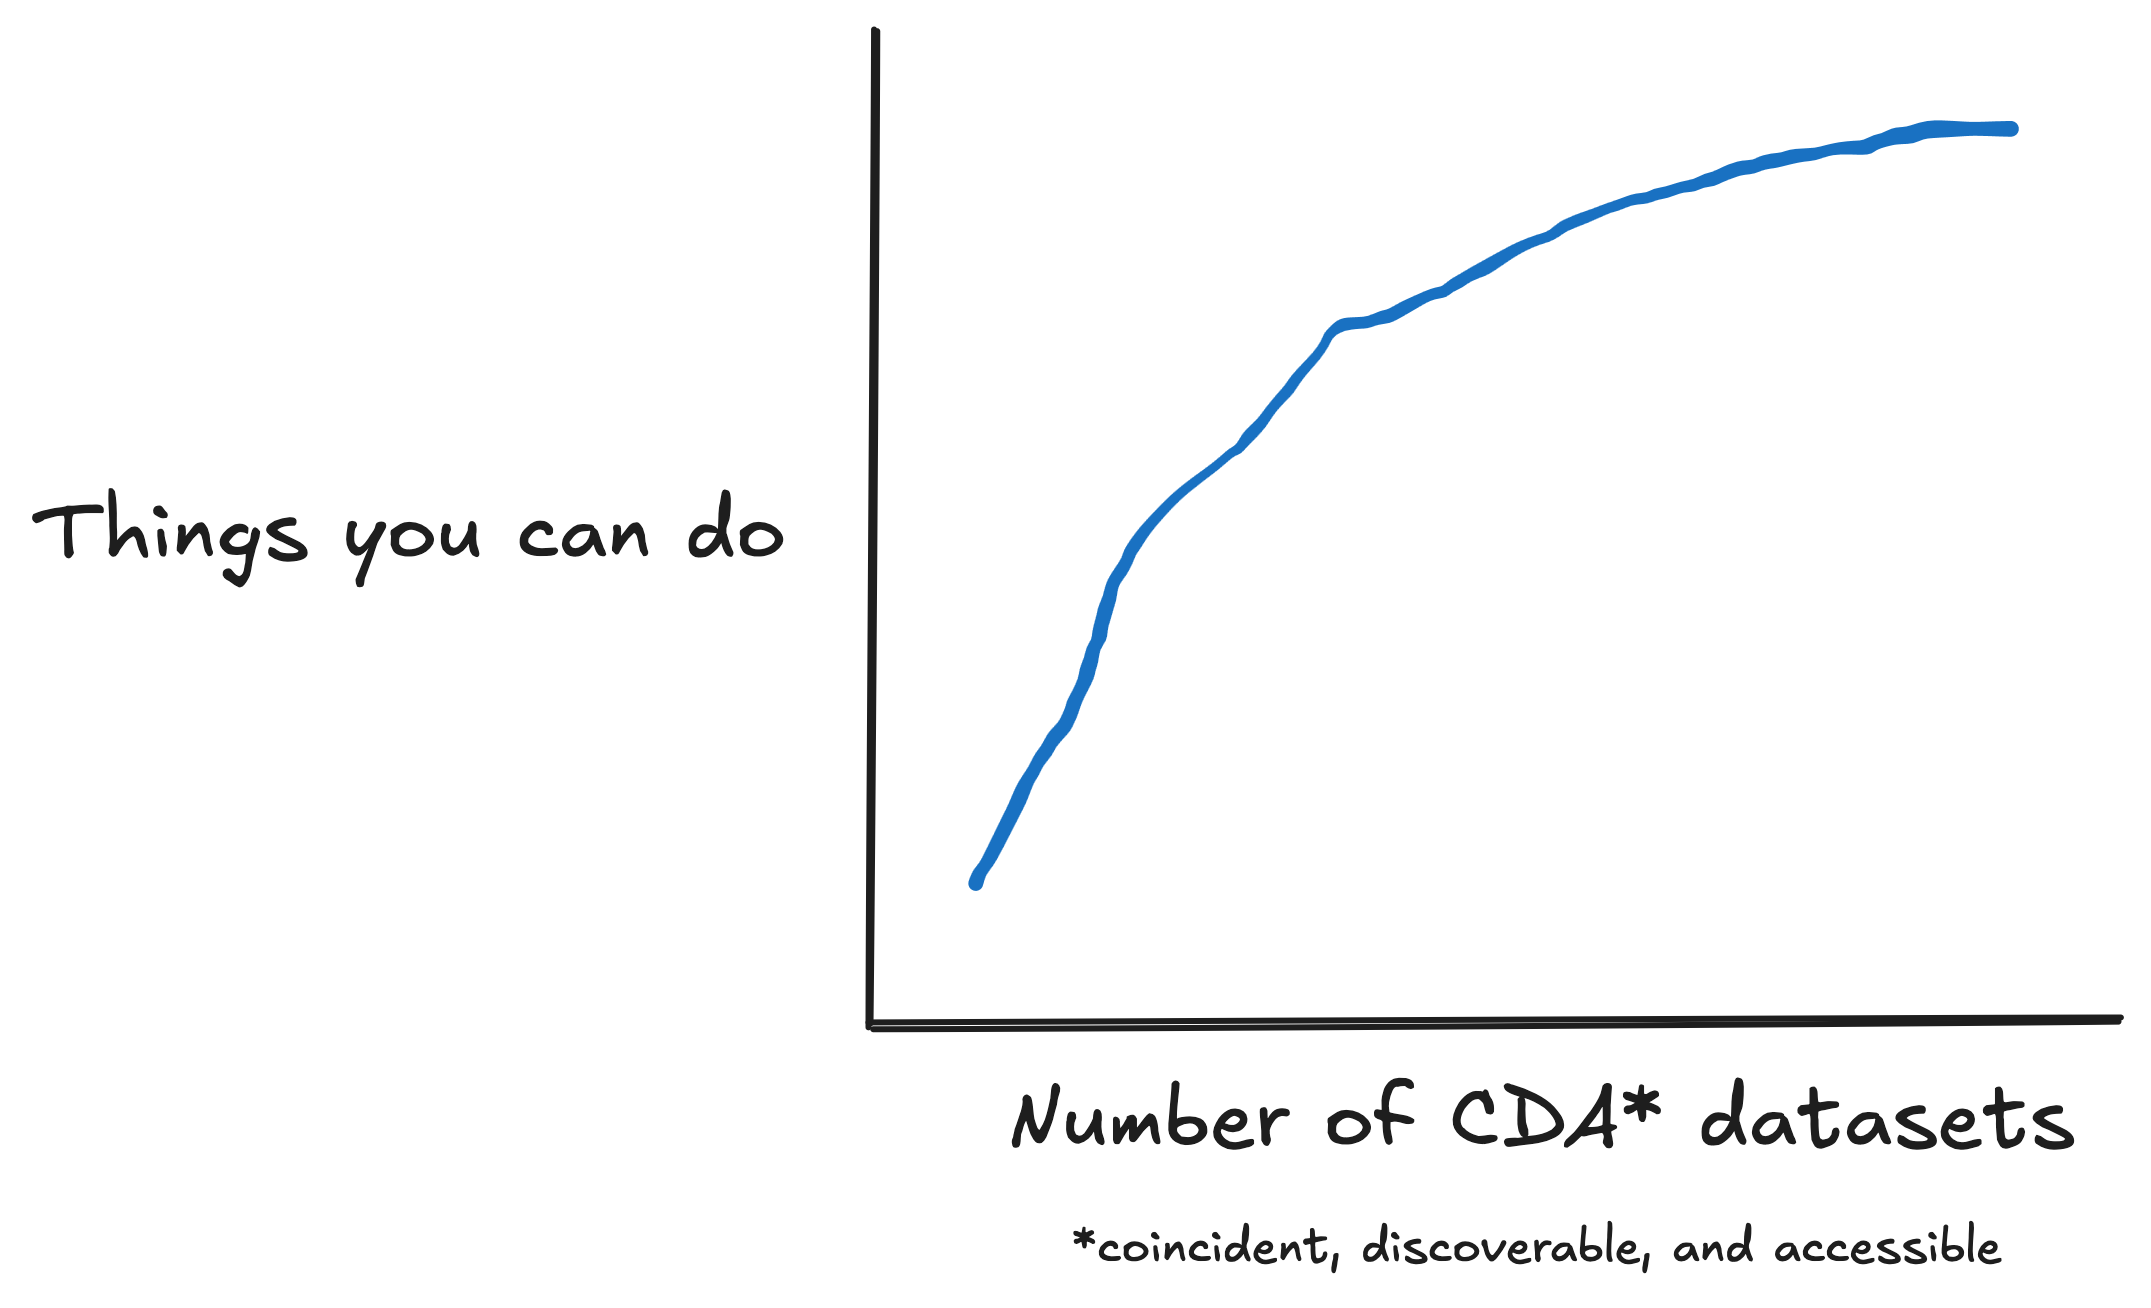 Things you can do
Number of CDA* datasets
*coincident, discoverable, and accessible